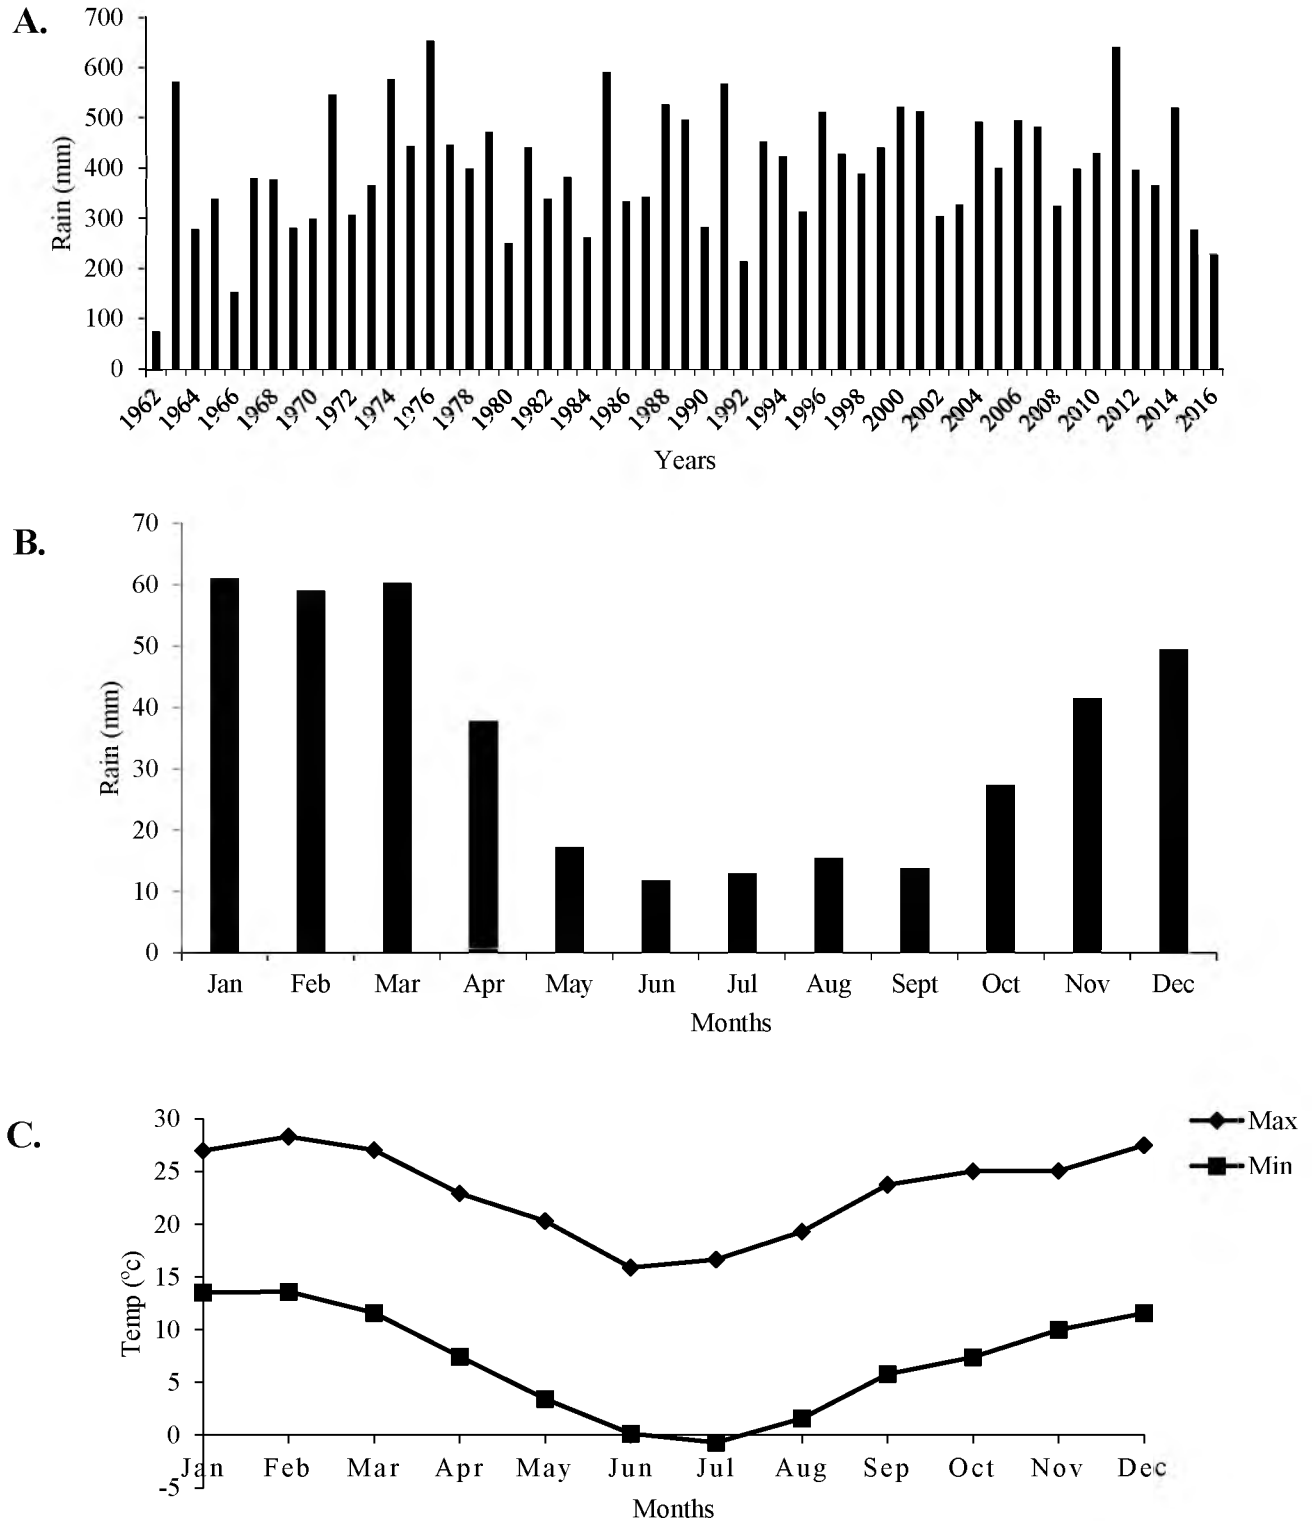 A.
700
600
500
400
300
200
100
0
Rain (mm)
1962 1964 1966 1968 1970 1972 1974 1976 1978 1980 1982 1984 1986 1988 1990 1992 1994 1996 1998 2000 2002 2004 2006 2008 2010 2012 2014 2016
Years
B.
70
60
50
40
30
20
10
0
Rain (mm)
Jan Feb Mar Apr May Jun Jul Aug Sept Oct Nov Dec
Months
C.
30
25
20
15
10
5
0
-5
Temp (°c)
Jan Feb Mar Apr May Jun Jul Aug Sep Oct Nov Dec
Months
Max
Min